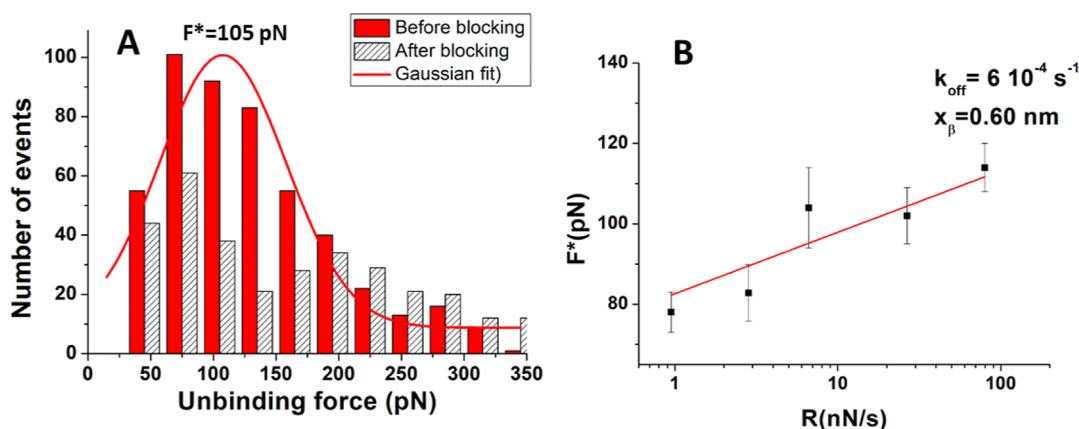 A
F*=105 pN
Before blocking
After blocking
Gaussian fit)
Number of events
100
80
60
40
20
0
0 50 100 150 200 250 300 350
Unbinding force (pN)
B
k_off= 6 10^-4 s^-1
x_β=0.60 nm
F*(pN)
140
120
100
80
1 10 100
R(nN/s)